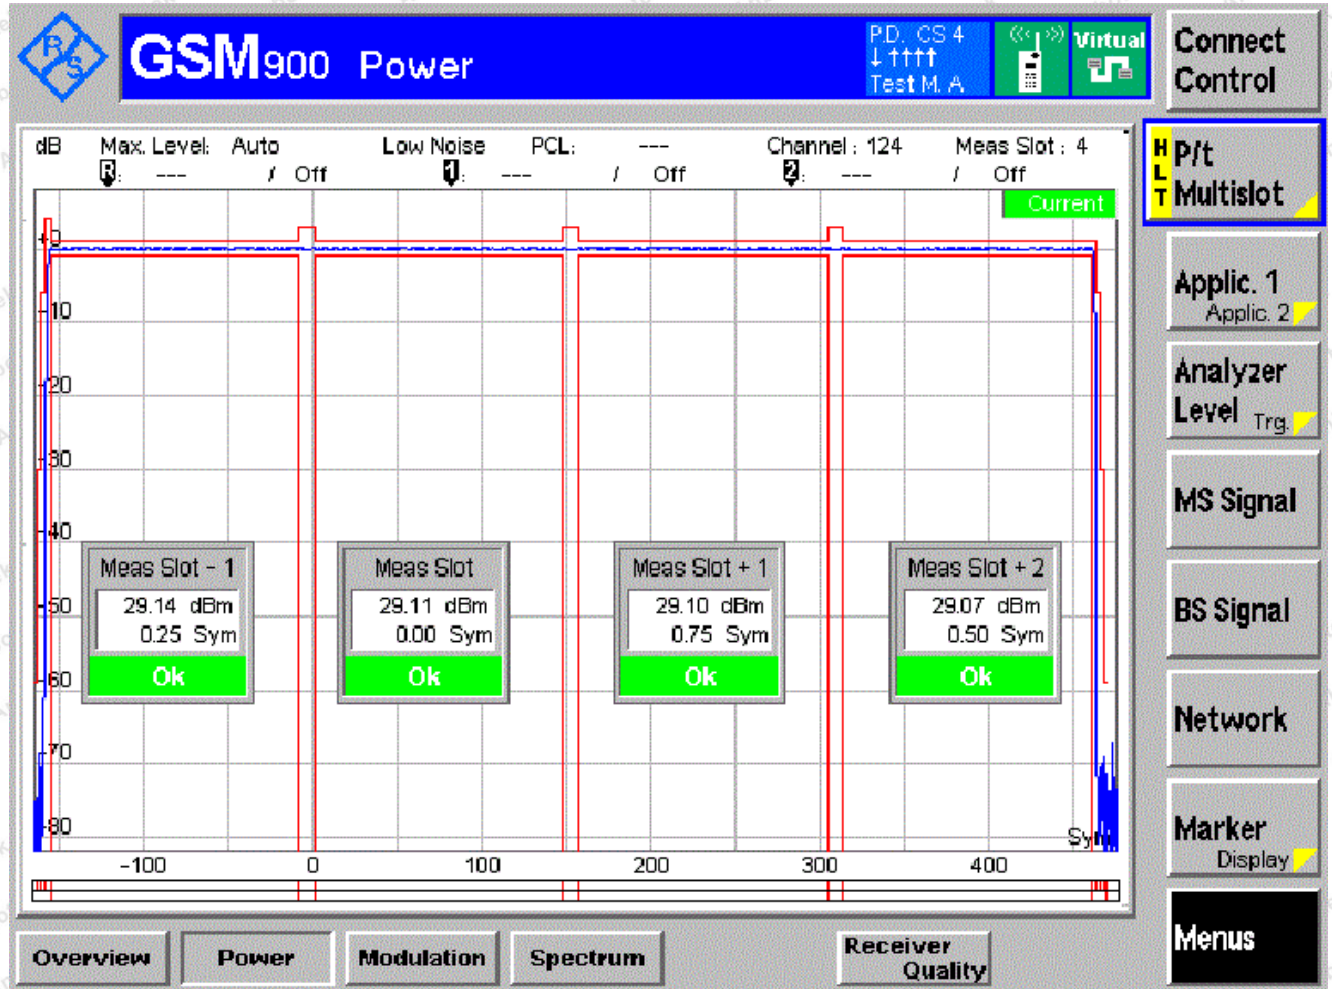 R/S
GSM900 Power
P.D. CS 4
↓↑↑↑↑
Test M. A.
Virtual
Connect
Control
dB Max. Level: Auto Low Noise PCL: --- Channel : 124 Meas Slot : 4
R: --- / Off 1: --- / Off 2: --- / Off
Current
+0
-10
-20
-30
-40
-50
-60
-70
-80
Meas Slot - 1
29.14 dBm
0.25 Sym
Ok
Meas Slot
29.11 dBm
0.00 Sym
Ok
Meas Slot + 1
29.10 dBm
0.75 Sym
Ok
Meas Slot + 2
29.07 dBm
0.50 Sym
Ok
Sym
-100 0 100 200 300 400
HLT
P/t
Multislot
Applic. 1
Applic. 2
Analyzer
Level Trg.
MS Signal
BS Signal
Network
Marker
Display
Menus
Overview Power Modulation Spectrum Receiver
Quality